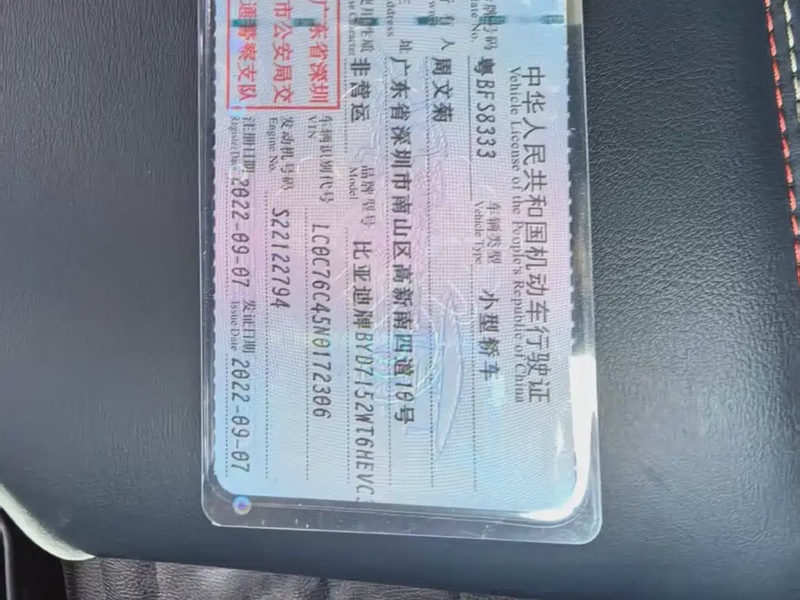 中华人民共和国机动车行驶证
Vehicle License of the People's Republic of China
牌号码 粤BFS8333 车辆类型 小型轿车
Vehicle Type
人 周文菊
址 广东省深圳市南山区高新南四道10号
Address
性质 非营运 品牌型号 比亚迪牌BYD7152WT6HEVC
Model
广东省深圳
市公安局交
通警察支队
车辆识别代号 LC0C76C45N0172306
VIN
发动机号码 S22122794
Engine No.
注册日期 2022-09-07 发证日期 2022-09-07
Register Date Issue Date